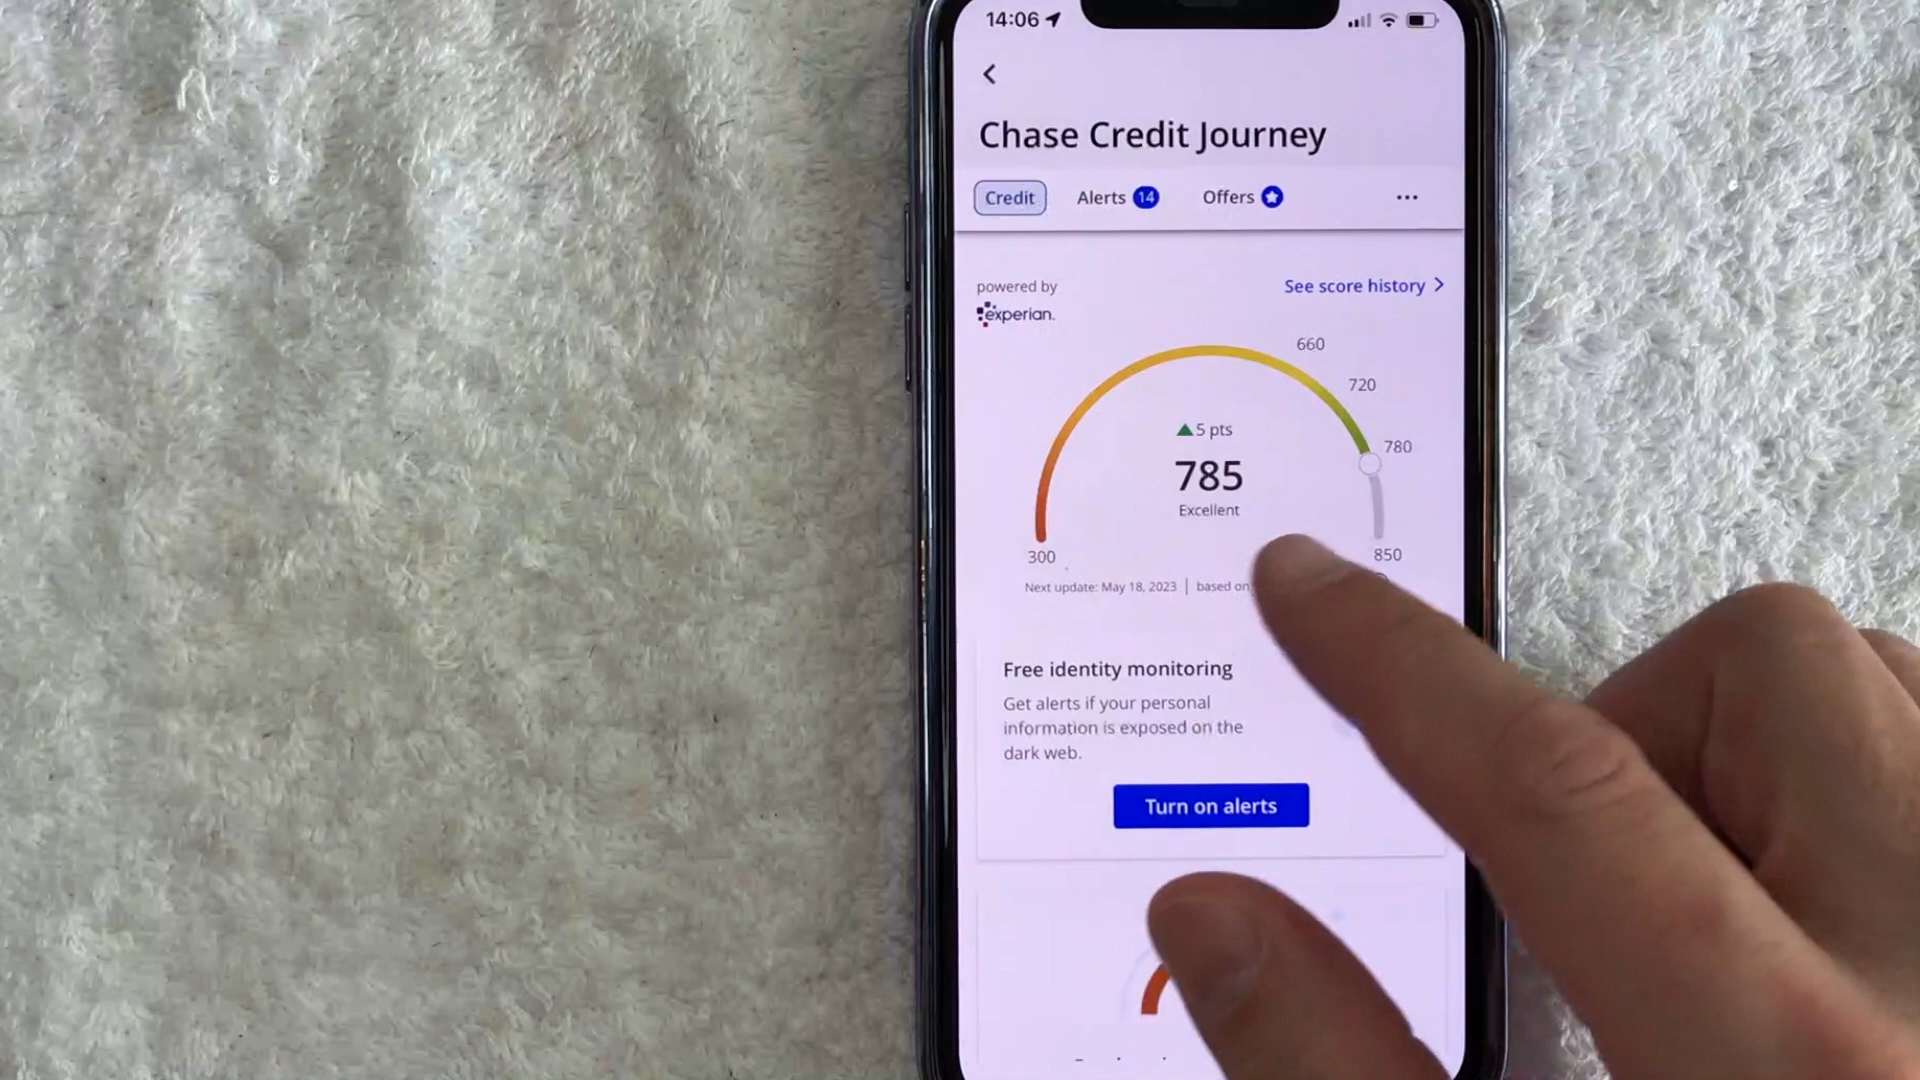 14:06
Chase Credit Journey
Credit Alerts 14 Offers ...
powered by See score history >
experian.
660
720
▲5 pts
780
785
Excellent
300 850
Next update: May 18, 2023 | based on
Free identity monitoring
Get alerts if your personal
information is exposed on the
dark web.
Turn on alerts